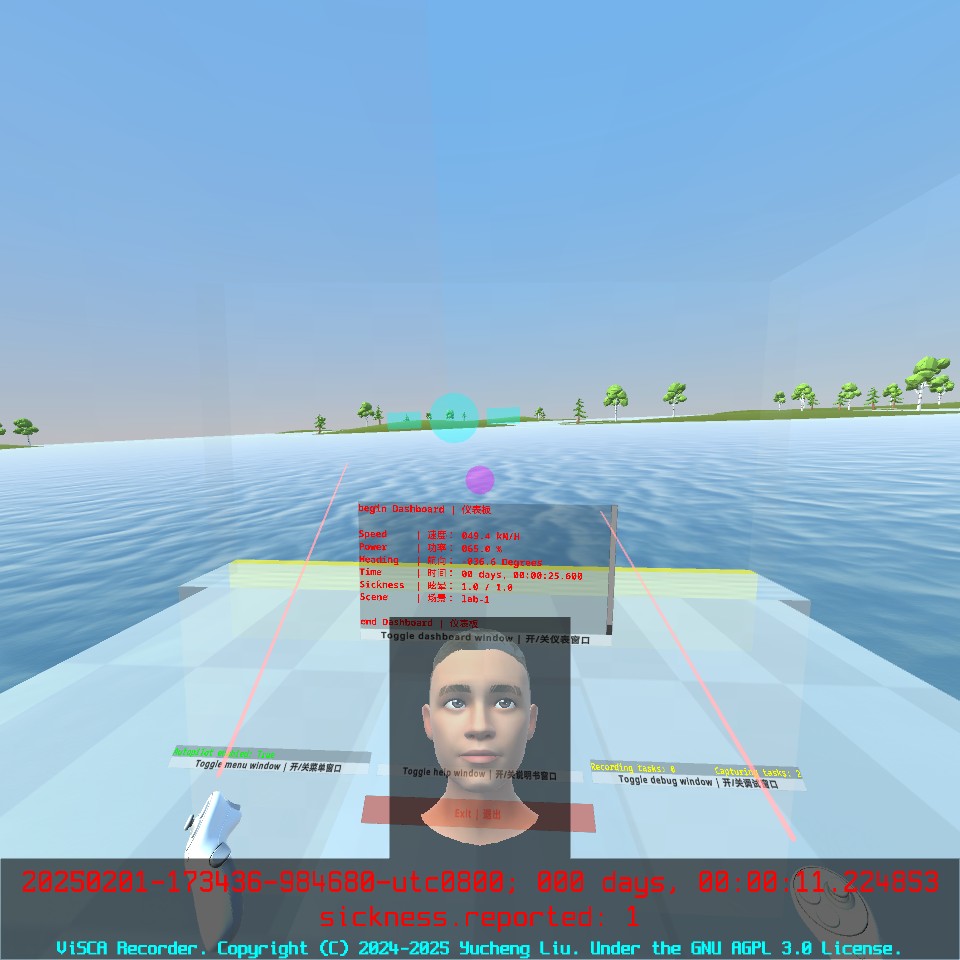 begin Dashboard | 仪表板
Speed | 速度: 049.4 kM/H
Power | 功率: 065.0 %
Heading | 航向: -036.6 Degrees
Time | 时间: 00 days, 00:00:25.600
Sickness | 眩晕: 1.0 / 1.0
Scene | 场景: lab-1
end Dashboard | 仪表板
Toggle dashboard window | 开/关仪表窗口
Autopilot enabled: True
Toggle menu window | 开/关菜单窗口
Toggle help window | 开/关说明书窗口
Recording tasks: 0 Capturing tasks: 2
Toggle debug window | 开/关调试窗口
Exit | 退出
20250201-173436-984680-utc0800; 000 days, 00:00:11.224853
sickness.reported: 1
ViSCA Recorder. Copyright (C) 2024-2025 Yucheng Liu. Under the GNU AGPL 3.0 License.